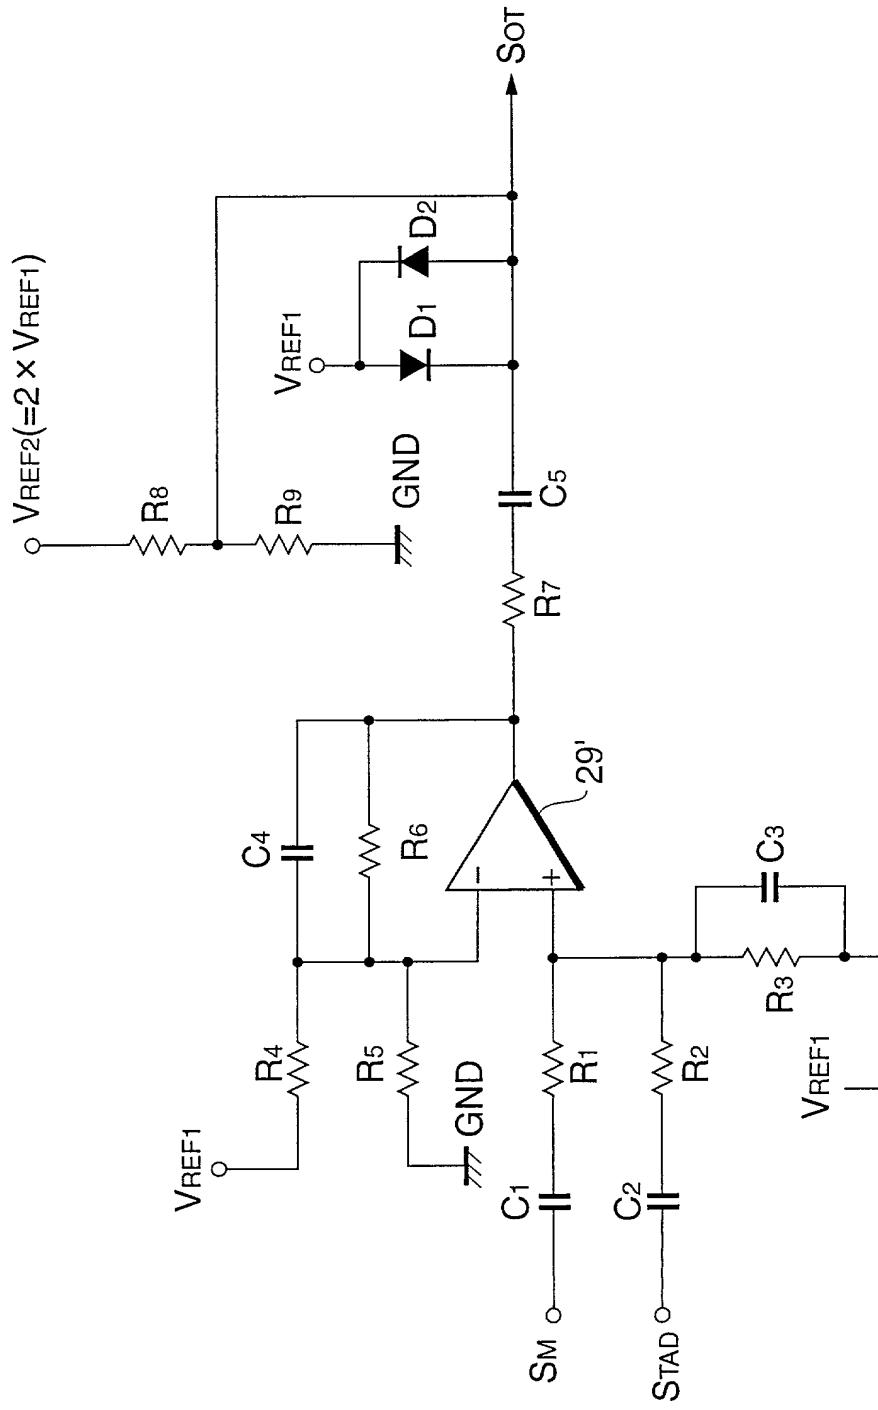 VREF2(=2 × VREF1)
R8
R9
GND
VREF1
D1
D2
SOT
C5
R7
C4
R6
29'
-
+
VREF1
R4
R5
GND
C1
R1
SM
C2
R2
STAD
C3
R3
VREF1